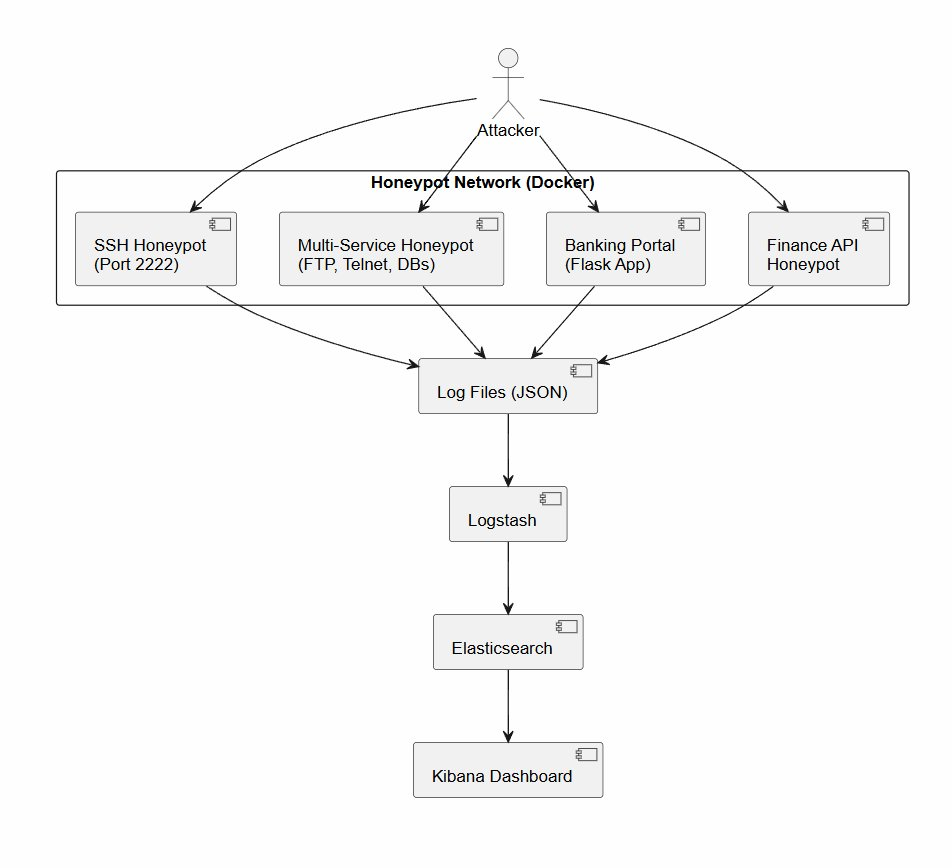 Attacker
Honeypot Network (Docker)
SSH Honeypot
(Port 2222)
Multi-Service Honeypot
(FTP, Telnet, DBs)
Banking Portal
(Flask App)
Finance API
Honeypot
Log Files (JSON)
Logstash
Elasticsearch
Kibana Dashboard